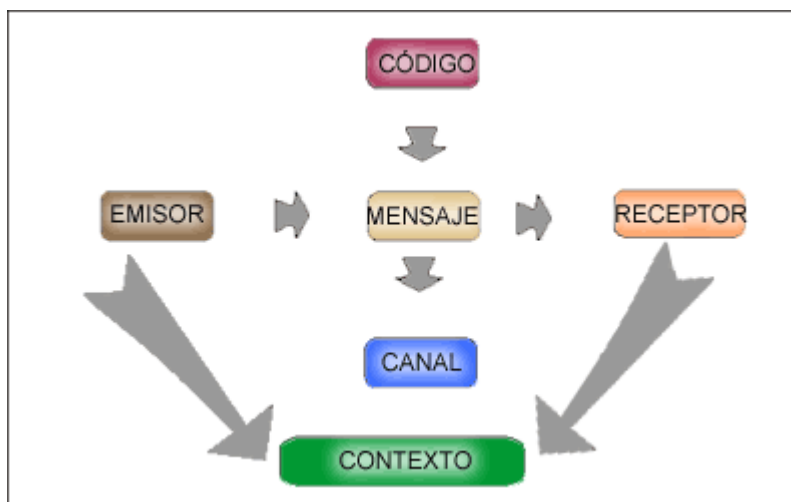 CÓDIGO
EMISOR
MENSAJE
RECEPTOR
CANAL
CONTEXTO